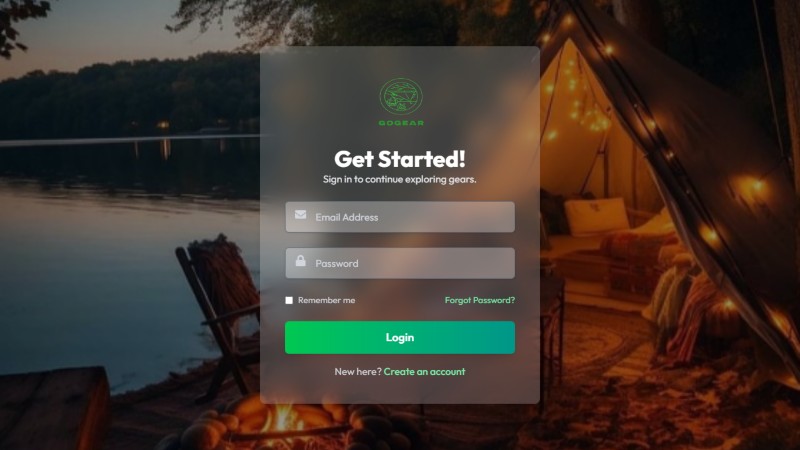 GOGEAR
Get Started!
Sign in to continue exploring gears.
Email Address
Password
Remember me
Forgot Password?
Login
New here? Create an account